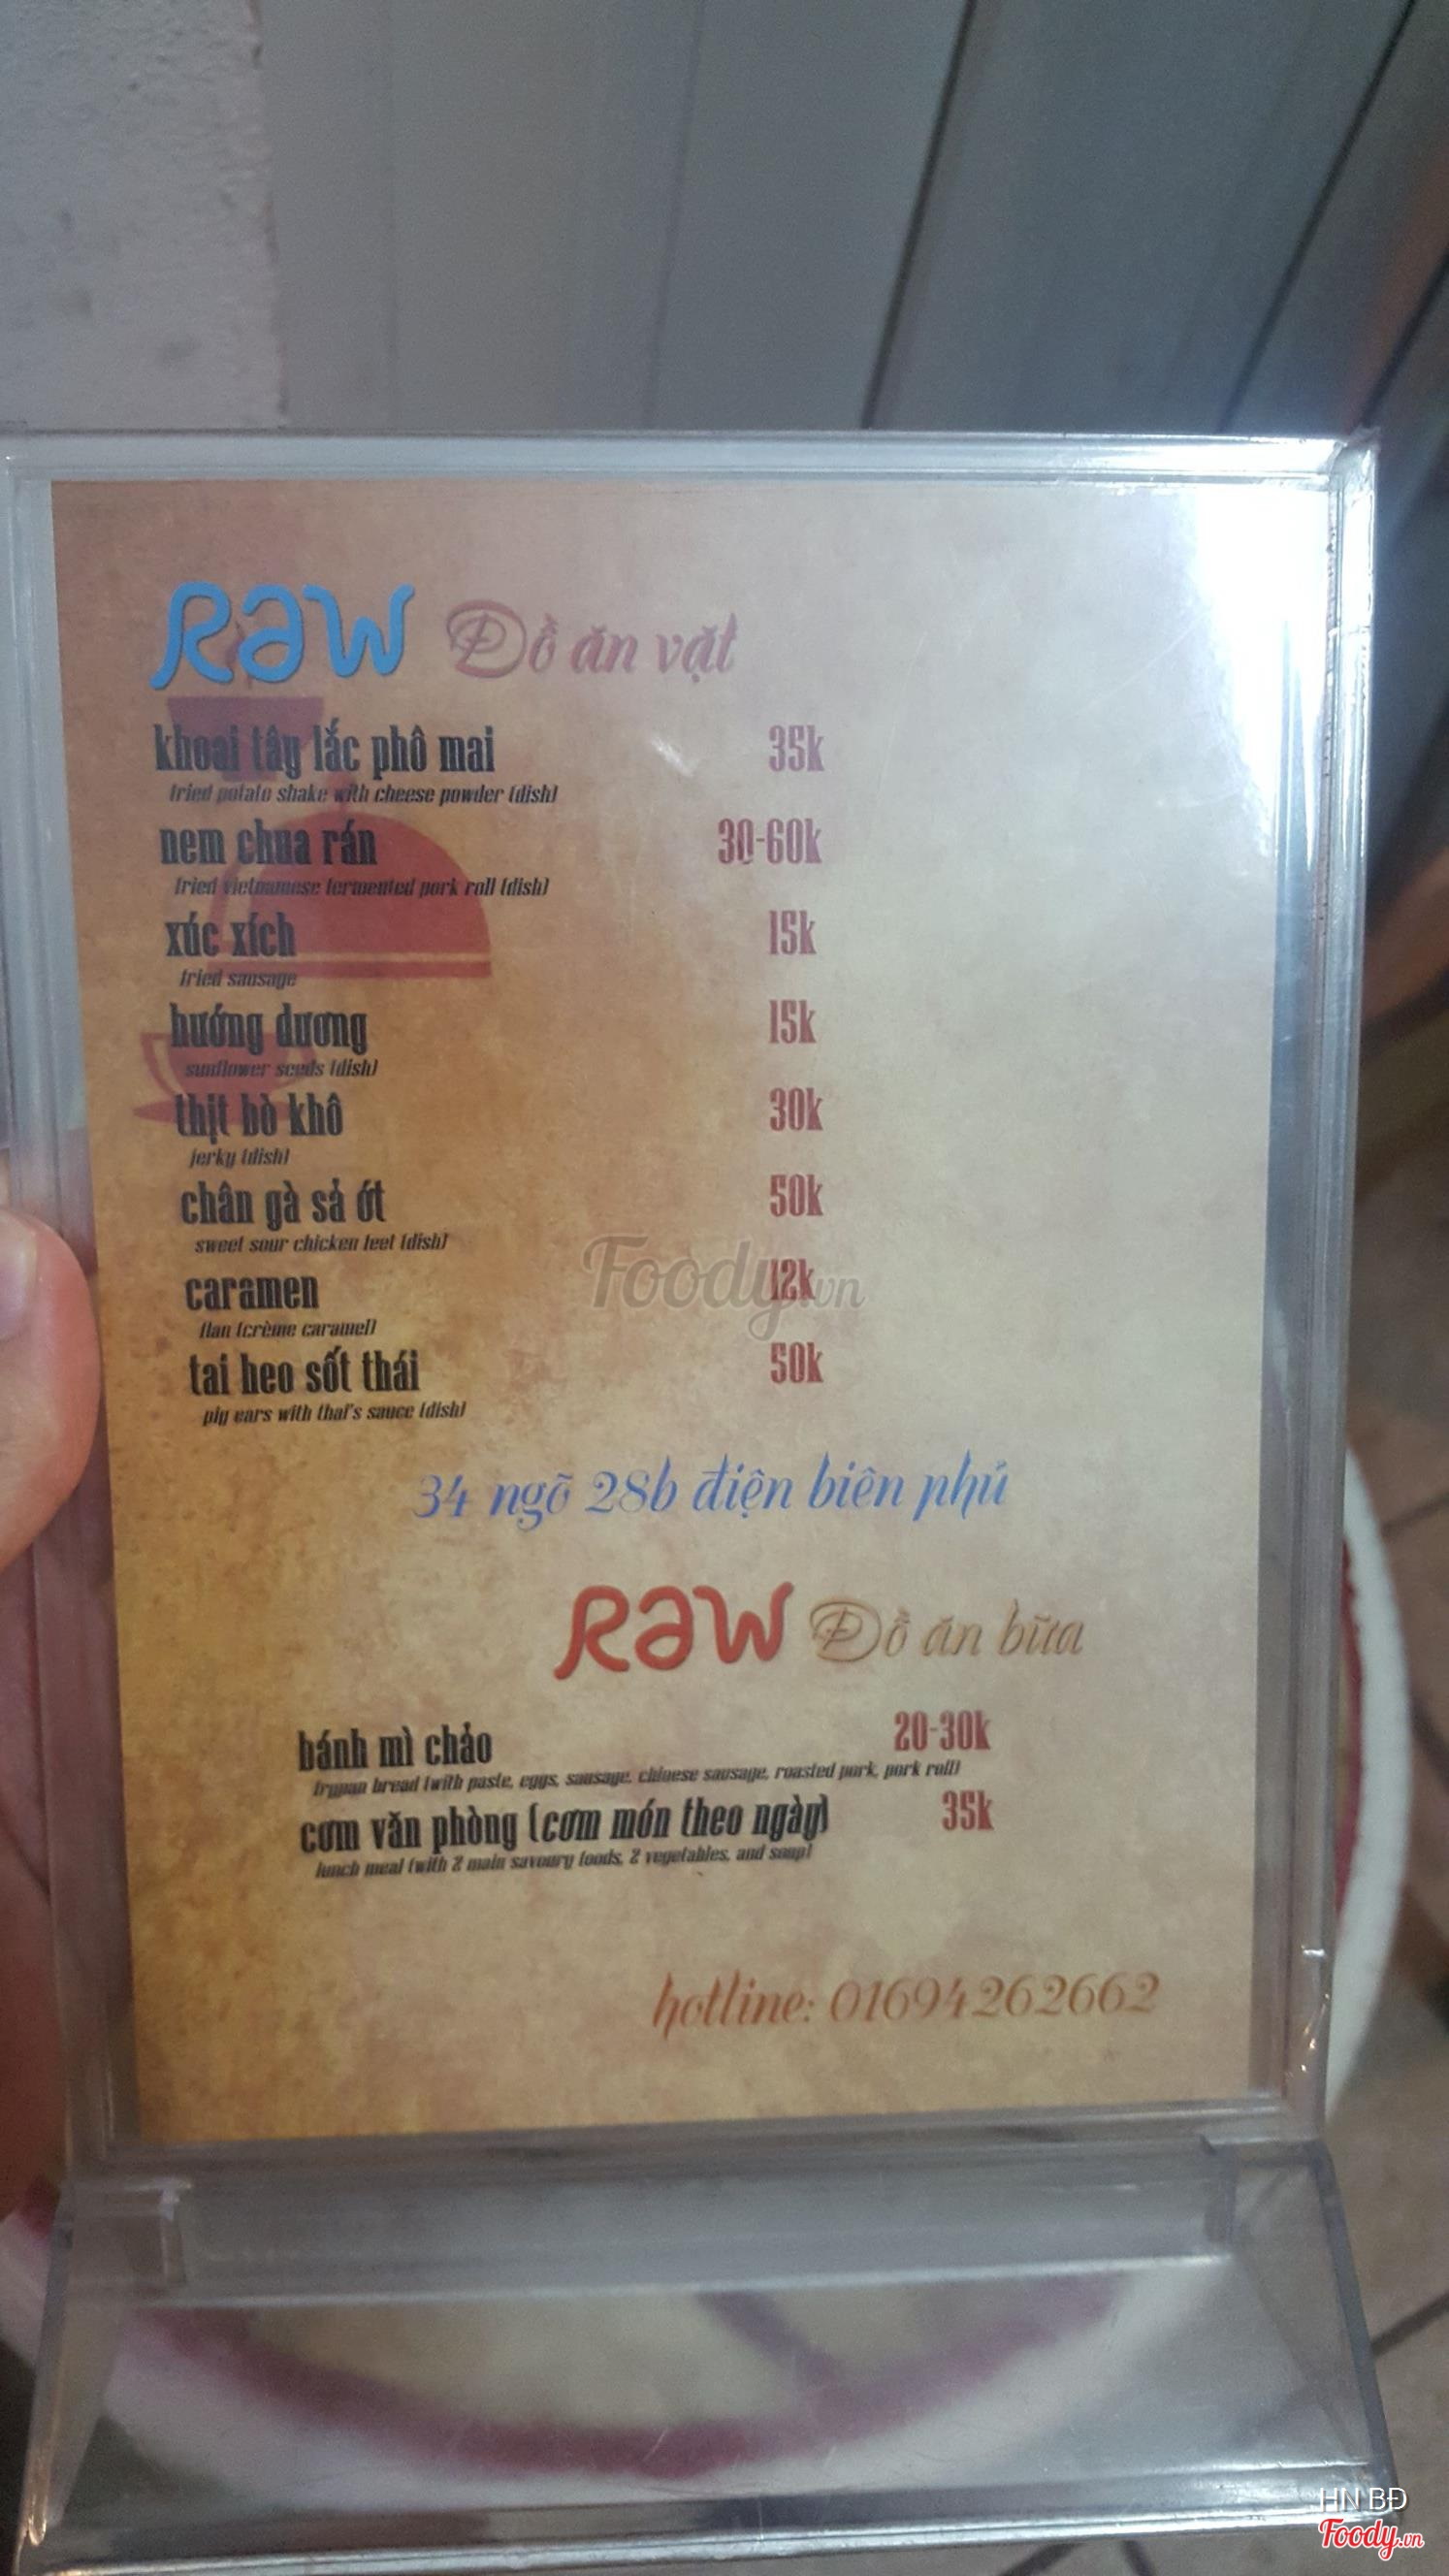 Raw Đồ ăn vặt
khoai tây lắc phô mai 35k
fried potato shake with cheese powder (dish)
nem chua rán 30-60k
fried vietnamese fermented pork roll (dish)
xúc xích 15k
fried sausage
hướng dương 15k
sunflower seeds (dish)
thịt bò khô 30k
jerky (dish)
chân gà sả ớt 50k
sweet sour chicken feet (dish)
caramen 12k
flan (crème caramel)
tai heo sốt thái 50k
pig ears with thai's sauce (dish)
34 ngõ 28b điện biên phủ
Raw Đồ ăn bữa
bánh mì chảo 20-30k
frypan bread (with paste, eggs, sausage, chinese sausage, roasted pork, pork roll)
cơm văn phòng (cơm món theo ngày) 35k
lunch meal (with 2 main savoury foods, 2 vegetables, and soup)
hotline: 01694262662
Foody.vn
HN BĐ
Foody.vn